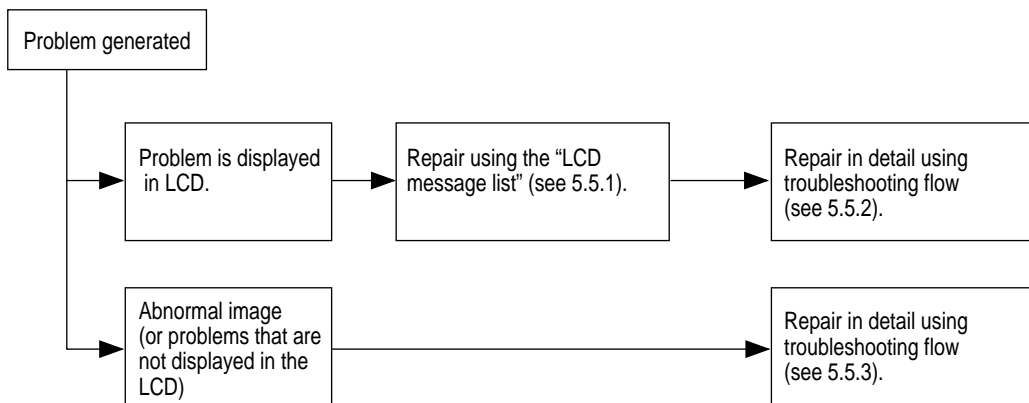 Problem generated
Problem is displayed
in LCD.
Repair using the “LCD
message list” (see 5.5.1).
Repair in detail using
troubleshooting flow
(see 5.5.2).
Abnormal image
(or problems that are
not displayed in the
LCD)
Repair in detail using
troubleshooting flow
(see 5.5.3).